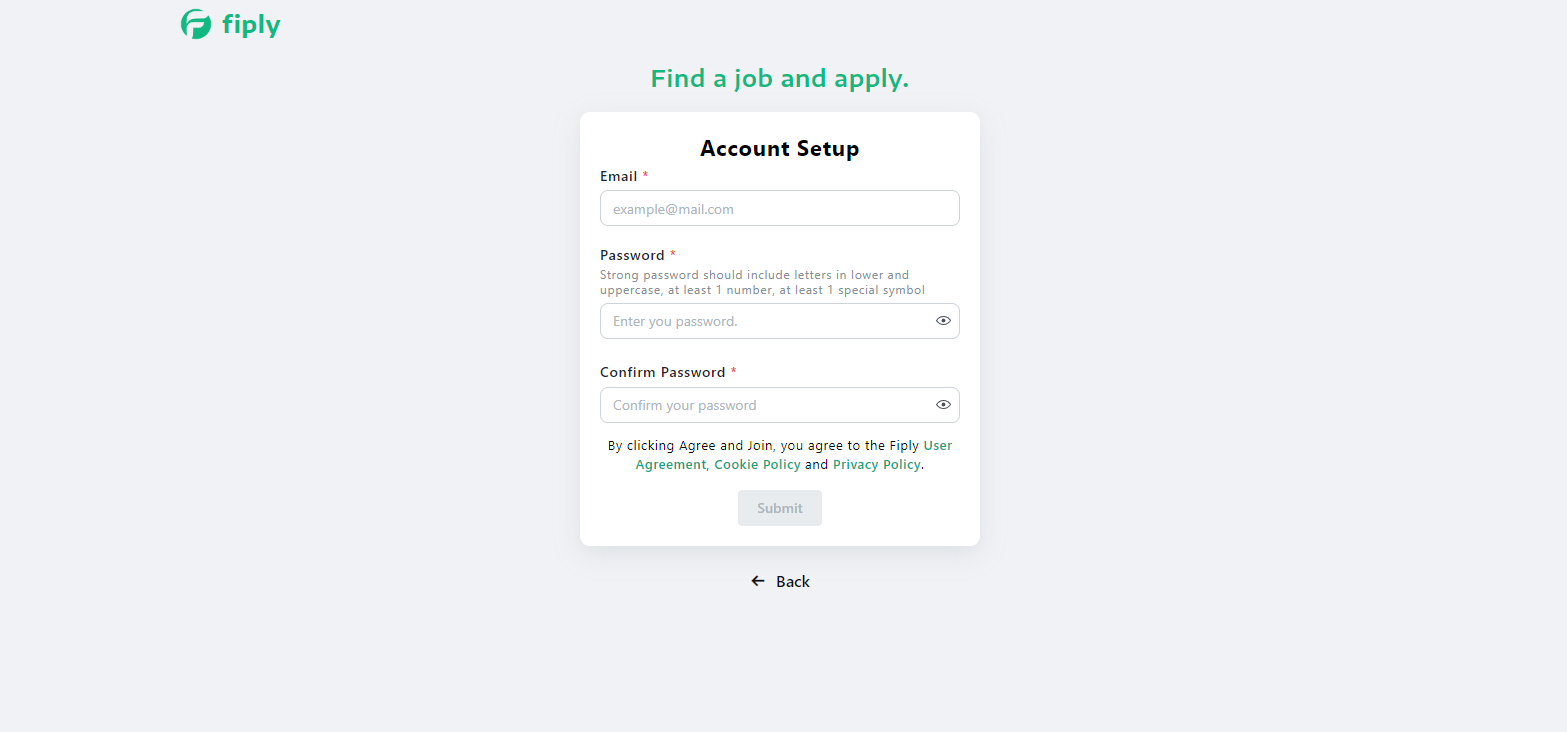 fiply
Find a job and apply.
Account Setup
Email *
example@mail.com
Password *
Strong password should include letters in lower and
uppercase, at least 1 number, at least 1 special symbol
Enter you password.
Confirm Password *
Confirm your password
By clicking Agree and Join, you agree to the Fiply User
Agreement, Cookie Policy and Privacy Policy.
Submit
← Back